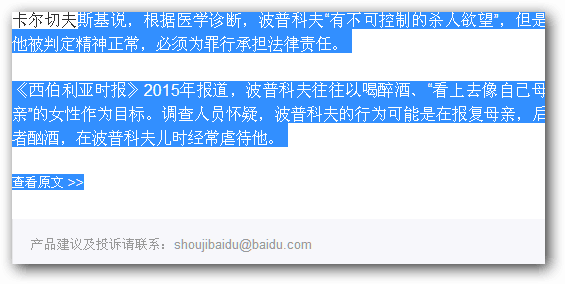 卡尔切夫斯基说，根据医学诊断，波普科夫“有不可控制的杀人欲望”，但是
他被判定精神正常，必须为罪行承担法律责任。
《西伯利亚时报》2015年报道，波普科夫往往以喝醉酒、“看上去像自己母
亲”的女性作为目标。调查人员怀疑，波普科夫的行为可能是在报复母亲，后
者酗酒，在波普科夫儿时经常虐待他。
查看原文 >>
产品建议及投诉请联系：shoujibaidu@baidu.com